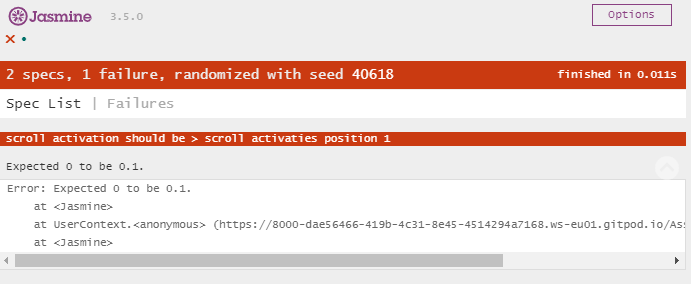 Jasmine 3.5.0
Options
2 specs, 1 failure, randomized with seed 40618
finished in 0.011s
Spec List | Failures
scroll activation should be > scroll activaties position 1
Expected 0 to be 0.1.
Error: Expected 0 to be 0.1.
at <Jasmine>
at UserContext.<anonymous> (https://8000-dae56466-419b-4c31-8e45-4514294a7168.ws-eu01.gitpod.io/Ass
at <Jasmine>